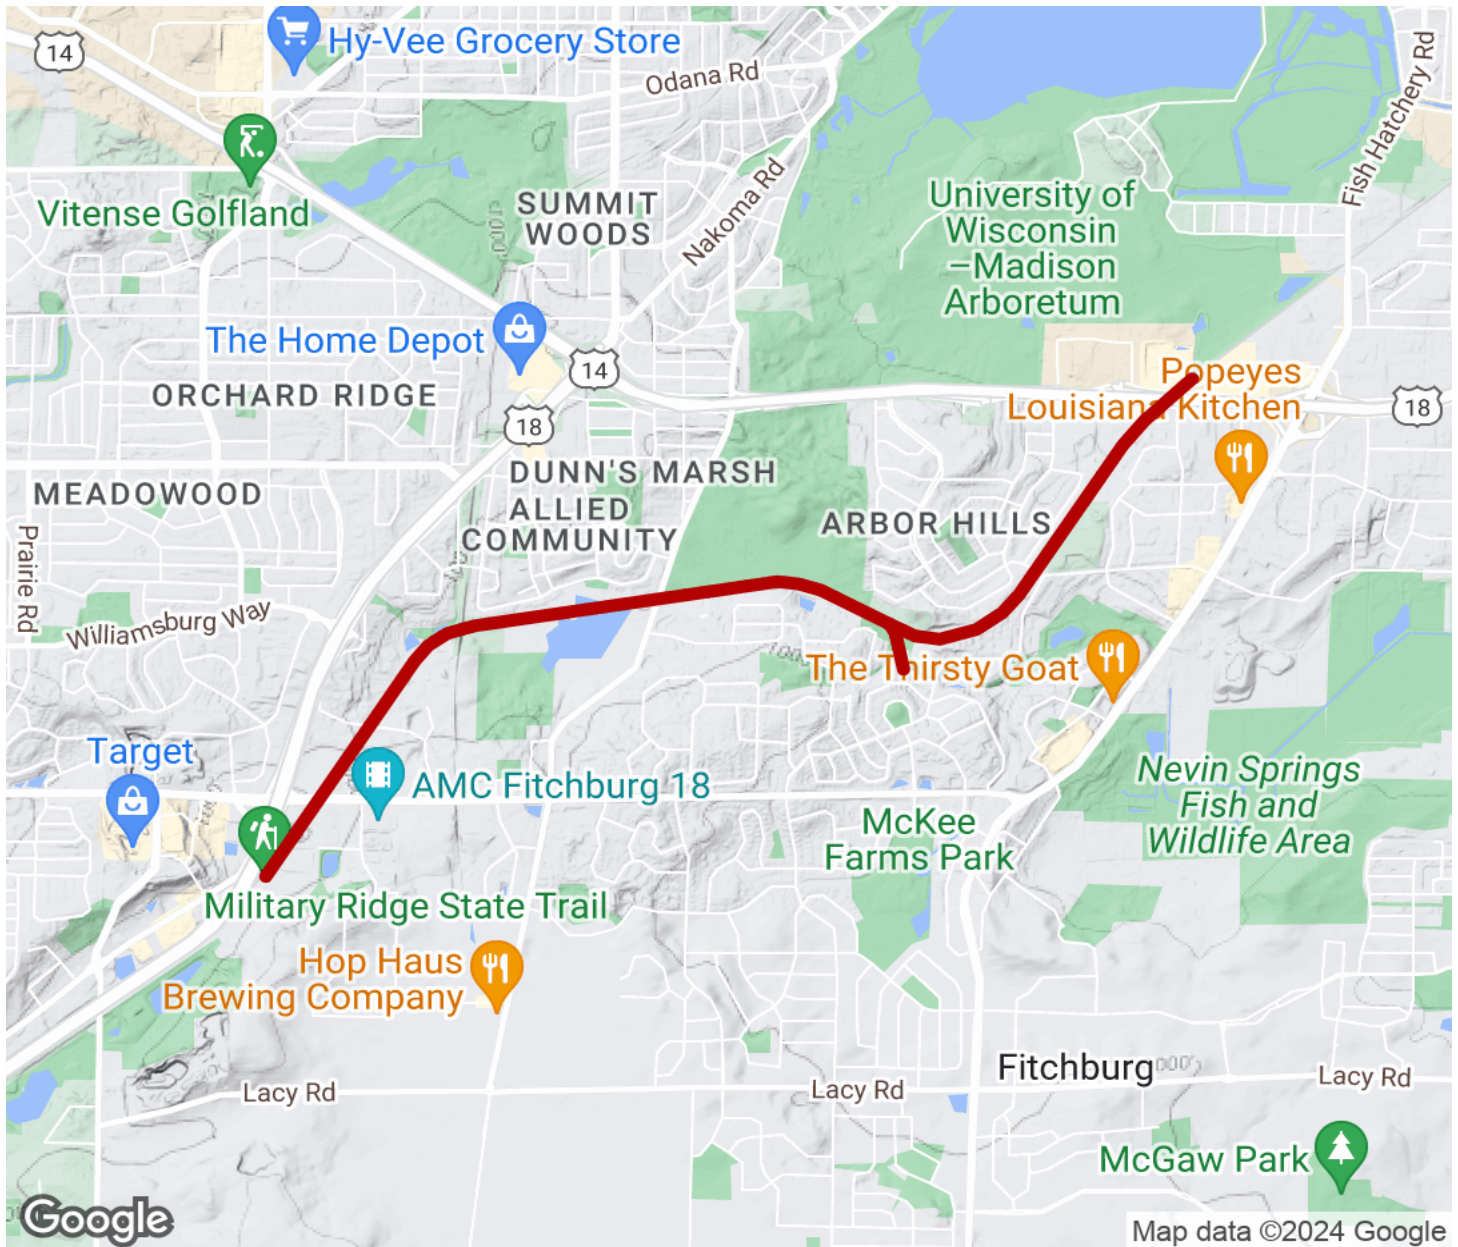 14
Hy-Vee Grocery Store
Odana Rd
Fish Hatchery Rd
Vitense Golfland
SUMMIT
WOODS
Nakoma Rd
University of
Wisconsin
–Madison
Arboretum
The Home Depot
14
ORCHARD RIDGE
18
Popeyes
Louisiana Kitchen
18
DUNN'S MARSH
MEADOWOOD
ALLIED
COMMUNITY
ARBOR HILLS
Prairie Rd
Williamsburg Way
The Thirsty Goat
Target
AMC Fitchburg 18
Nevin Springs
Fish and
Wildlife Area
McKee
Farms Park
Military Ridge State Trail
Hop Haus
Brewing Company
Fitchburg
Lacy Rd
Lacy Rd
Lacy Rd
McGaw Park
Google
Map data ©2024 Google